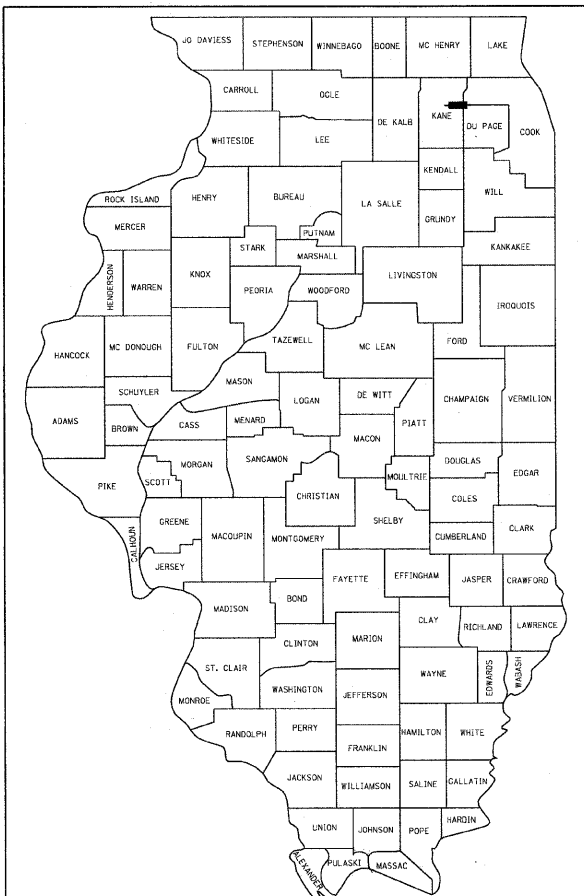 JO DAVIESS STEPHENSON WINNEBAGO BOONE MC HENRY LAKE
CARROLL OGLE
DE KALB KANE DU PAGE COOK
WHITESIDE LEE
KENDALL WILL
ROCK ISLAND HENRY BUREAU LA SALLE
MERCER PUTNAM GRUNDY
STARK MARSHALL KANKAKEE
HENDERSON WARREN KNOX PEORIA WOODFORD LIVINGSTON IROQUOIS
HANCOCK MC DONOUGH FULTON TAZEWELL MC LEAN FORD
MASON
SCHUYLER LOGAN DE WITT CHAMPAIGN VERMILION
ADAMS BROWN CASS MENARD MACON PIATT
SANGAMON DOUGLAS
PIKE SCOTT MORGAN MOULTRIE EDGAR
CHRISTIAN COLES
GREENE MACOUPIN SHELBY CLARK
CALHOUN MONTGOMERY CUMBERLAND
JERSEY FAYETTE EFFINGHAM JASPER CRAWFORD
MADISON BOND
CLAY RICHLAND LAWRENCE
CLINTON MARION
ST. CLAIR WAYNE EDWARDS WABASH
WASHINGTON JEFFERSON
MONROE
RANDOLPH PERRY HAMILTON WHITE
FRANKLIN
JACKSON WILLIAMSON SALINE GALLATIN
HARDIN
UNION JOHNSON POPE
ALEXANDER PULASKI MASSAC